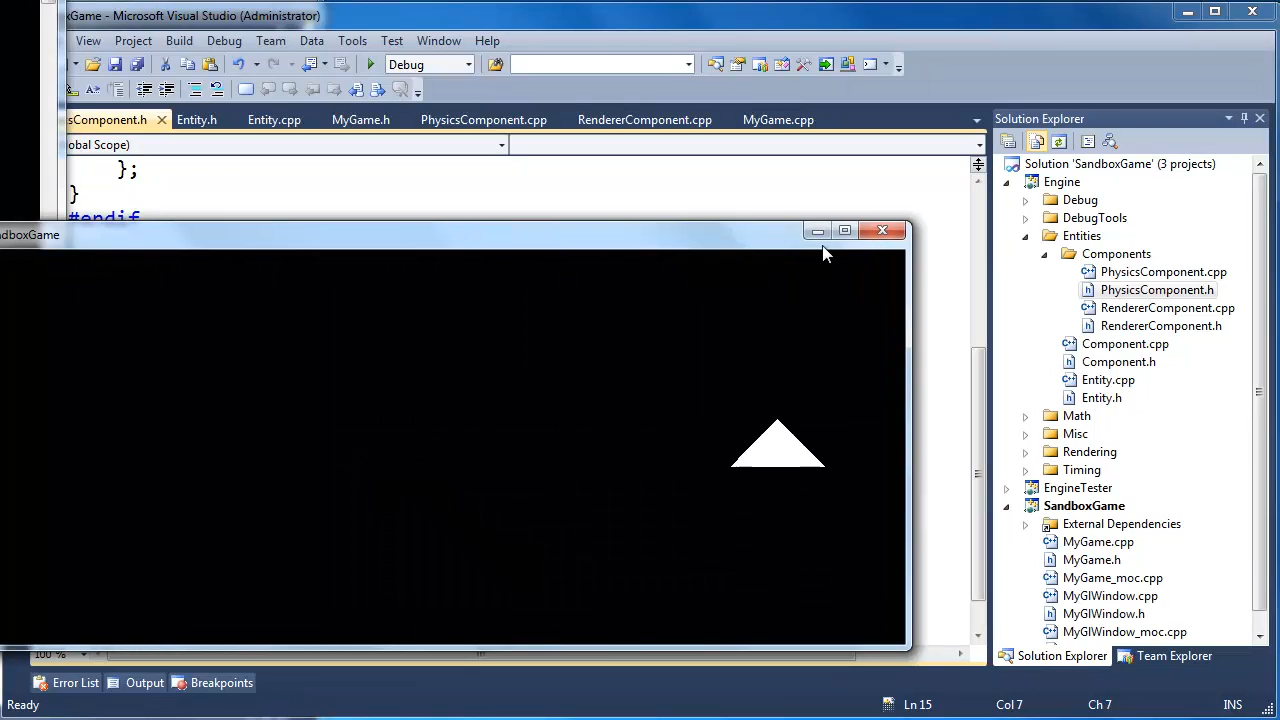 xGame - Microsoft Visual Studio (Administrator)
View Project Build Debug Team Data Tools Test Window Help
Debug
sComponent.h Entity.h Entity.cpp MyGame.h PhysicsComponent.cpp RendererComponent.cpp MyGame.cpp
obal Scope)
};
}
#endif
ndboxGame
100 %
Error List Output Breakpoints
Ready Ln 15 Col 7 Ch 7 INS
Solution Explorer
Solution 'SandboxGame' (3 projects)
Engine
Debug
DebugTools
Entities
Components
PhysicsComponent.cpp
PhysicsComponent.h
RendererComponent.cpp
RendererComponent.h
Component.cpp
Component.h
Entity.cpp
Entity.h
Math
Misc
Rendering
Timing
EngineTester
SandboxGame
External Dependencies
MyGame.cpp
MyGame.h
MyGame_moc.cpp
MyGlWindow.cpp
MyGlWindow.h
MyGlWindow_moc.cpp
Solution Explorer Team Explorer